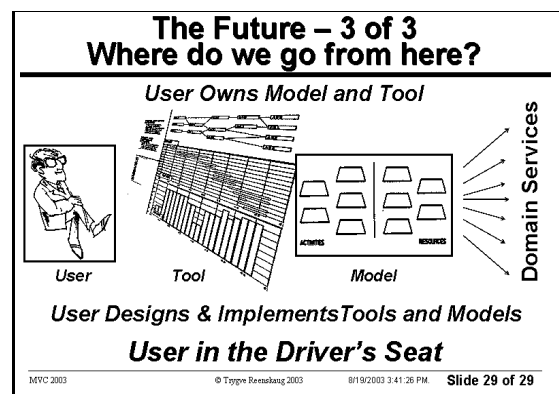 The Future – 3 of 3
Where do we go from here?
User Owns Model and Tool
Domain Services
ACTIVITIES
RESOURCES
User
Tool
Model
User Designs & ImplementsTools and Models
User in the Driver's Seat
MVC 2003
© Trygve Reenskaug 2003
8/19/2003 3:41:26 PM.
Slide 29 of 29